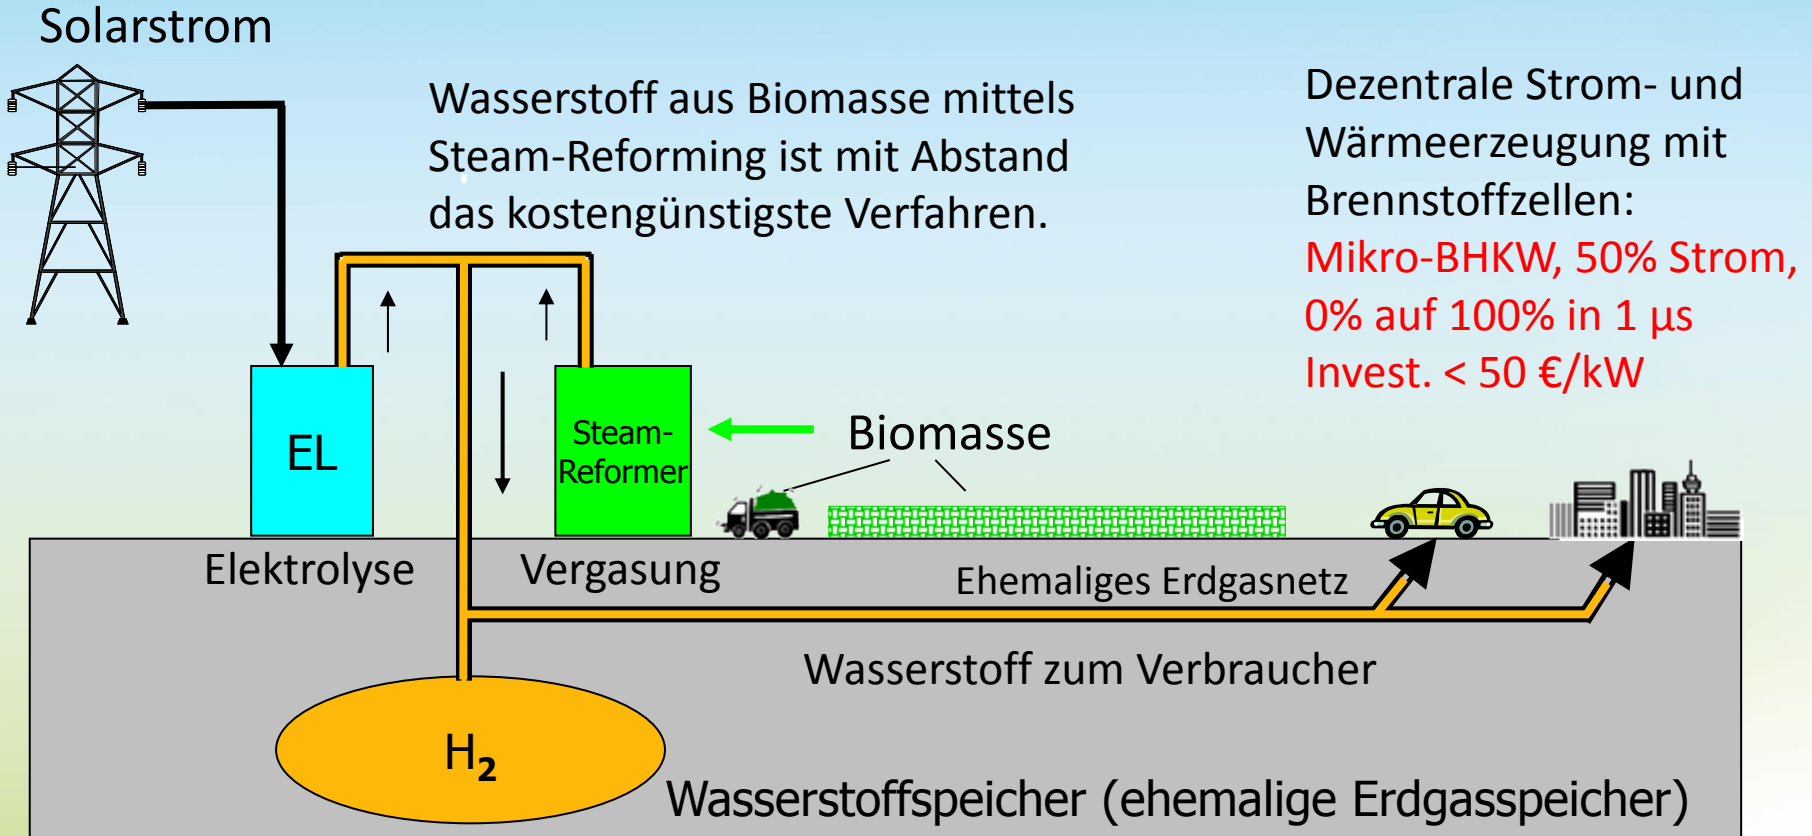 Solarstrom
Wasserstoff aus Biomasse mittels
Steam-Reforming ist mit Abstand
das kostengünstigste Verfahren.
Dezentrale Strom- und
Wärmeerzeugung mit
Brennstoffzellen:
Mikro-BHKW, 50% Strom,
0% auf 100% in 1 µs
Invest. < 50 €/kW
EL
Steam-
Reformer
Biomasse
Elektrolyse
Vergasung
Ehemaliges Erdgasnetz
Wasserstoff zum Verbraucher
H₂
Wasserstoffspeicher (ehemalige Erdgasspeicher)